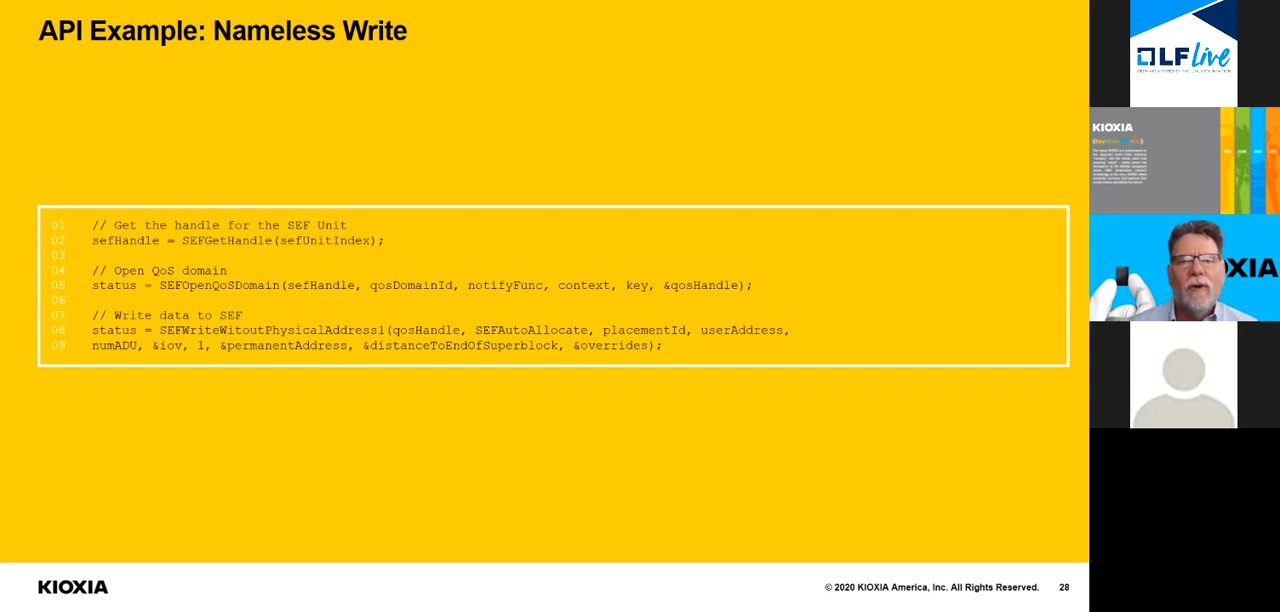 API Example: Nameless Write
01 // Get the handle for the SEF Unit
02 sefHandle = SEFGetHandle(sefUnitIndex);
03
04 // Open QoS domain
05 status = SEFOpenQoSDomain(sefHandle, qosDomainId, notifyFunc, context, key, &qosHandle);
06
07 // Write data to SEF
08 status = SEFWriteWitoutPhysicalAddress1(qosHandle, SEFAutoAllocate, placementId, userAddress,
09 numADU, &iov, 1, &permanentAddress, &distanceToEndOfSuperblock, &overrides);
KIOXIA
© 2020 KIOXIA America, Inc. All Rights Reserved. 28
LF Live
KIOXIA
OXIA